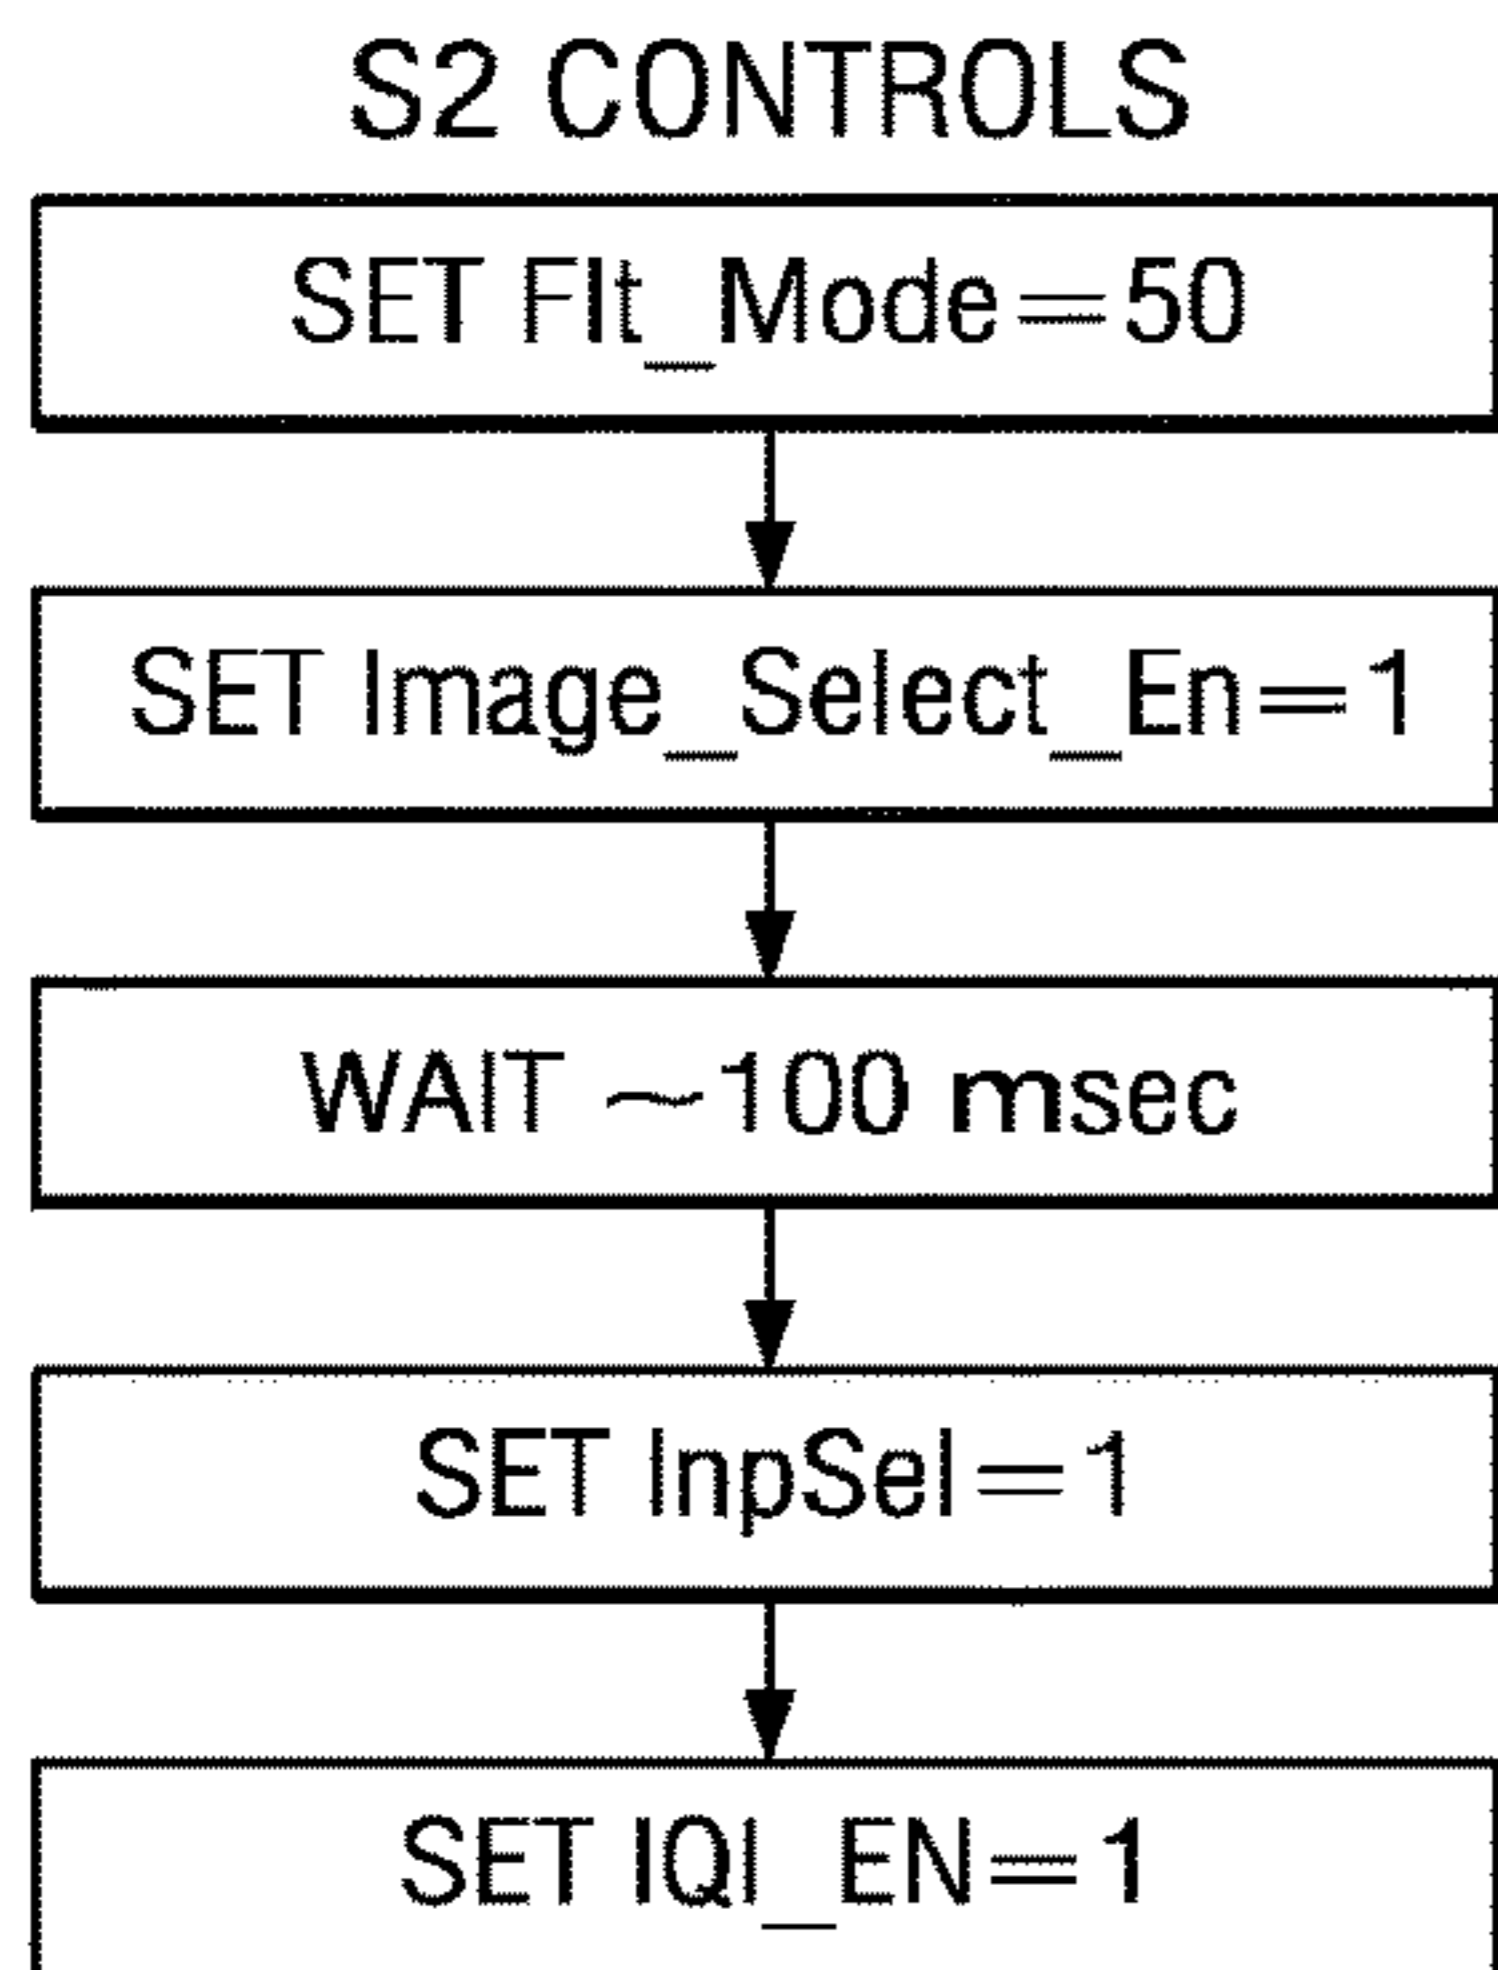 S2 CONTROLS
SET Flt_Mode=50
SET Image_Select_En=1
WAIT ~100 msec
SET InpSel=1
SET IQI_EN=1